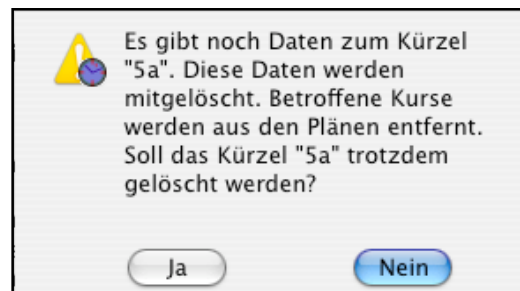 Es gibt noch Daten zum Kürzel
"5a". Diese Daten werden
mitgelöscht. Betroffene Kurse
werden aus den Plänen entfernt.
Soll das Kürzel "5a" trotzdem
gelöscht werden?
Ja
Nein